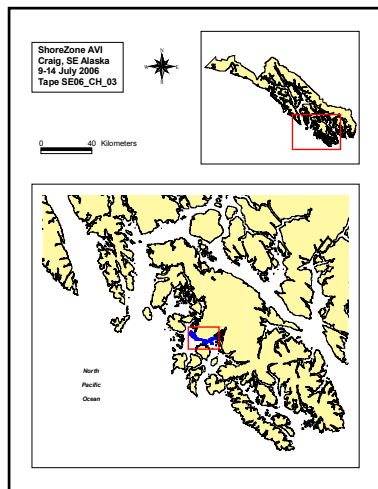 ShoreZone AVI
Craig, SE Alaska
9-14 July 2006
Tape SE06_CH_03
N
W E
S
0 40 Kilometers
North
Pacific
Ocean